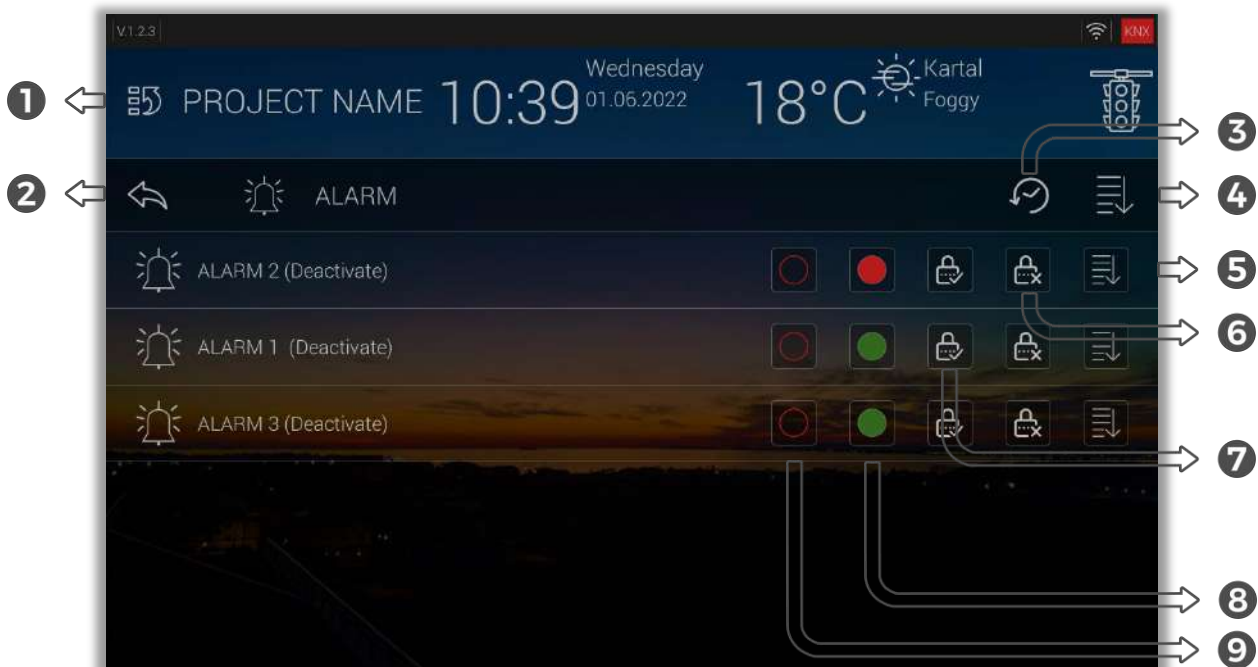 V.1.2.3
KNX
1
PROJECT NAME
10:39
Wednesday
01.06.2022
18°C
Kartal
Foggy
3
2
ALARM
4
ALARM 2 (Deactivate)
5
6
ALARM 1 (Deactivate)
ALARM 3 (Deactivate)
7
8
9